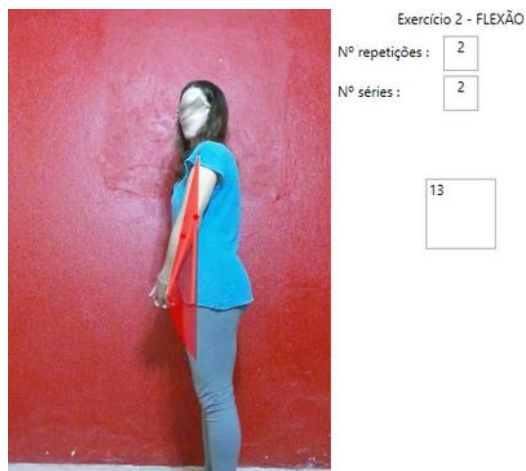 Exercício 2 - FLEXÃO
Nº repetições : 2
Nº séries : 2
13